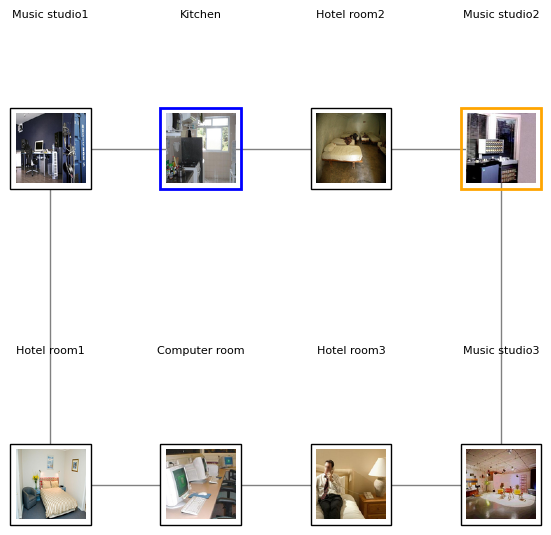 Music studio1
Kitchen
Hotel room2
Music studio2
Hotel room1
Computer room
Hotel room3
Music studio3